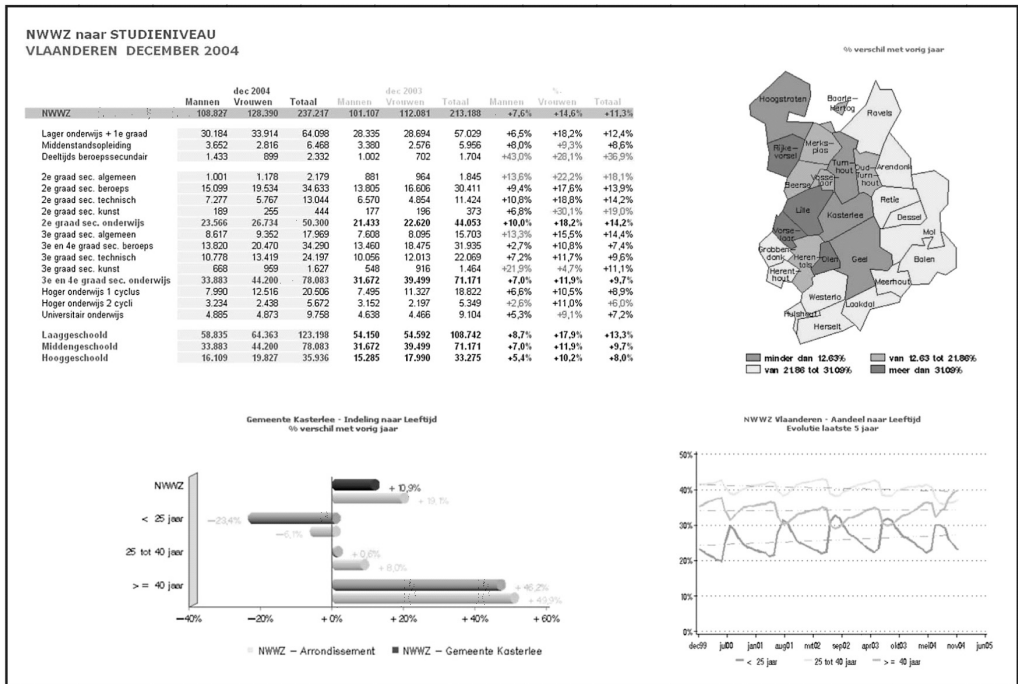 NWWZ naar STUDIENIVEAU
VLAANDEREN DECEMBER 2004
dec 2004 dec 2003 %
Mannen Vrouwen Totaal Mannen Vrouwen Totaal Mannen Vrouwen Totaal
NWWZ 108.827 128.390 237.217 101.107 112.081 213.188 +7,6% +14,6% +11,3%
Lager onderwijs + 1e graad 30.184 33.914 64.098 28.335 28.694 57.029 +6,5% +18,2% +12,4%
Middenstandsopleiding 3.652 2.816 6.468 3.380 2.576 5.956 +8,0% +9,3% +8,6%
Deeltijds beroepssecundair 1.433 899 2.332 1.002 702 1.704 +43,0% +28,1% +36,9%
2e graad sec. algemeen 1.001 1.178 2.179 881 964 1.845 +13,6% +22,2% +18,1%
2e graad sec. beroeps 15.099 19.534 34.633 13.805 16.606 30.411 +9,4% +17,6% +13,9%
2e graad sec. technisch 7.277 5.767 13.044 6.570 4.854 11.424 +10,8% +18,8% +14,2%
2e graad sec. kunst 189 255 444 177 196 373 +6,8% +30,1% +19,0%
2e graad sec. onderwijs 23.566 26.734 50.300 21.433 22.620 44.053 +10,0% +18,2% +14,2%
3e graad sec. algemeen 8.617 9.352 17.969 7.608 8.095 15.703 +13,3% +15,5% +14,4%
3e en 4e graad sec. beroeps 13.820 20.470 34.290 13.460 18.475 31.935 +2,7% +10,8% +7,4%
3e graad sec. technisch 10.778 13.419 24.197 10.056 12.013 22.069 +7,2% +11,7% +9,6%
3e graad sec. kunst 668 959 1.627 548 916 1.464 +21,9% +4,7% +11,1%
3e en 4e graad sec. onderwijs 33.883 44.200 78.083 31.672 39.499 71.171 +7,0% +11,9% +9,7%
Hoger onderwijs 1 cyclus 7.990 12.516 20.506 7.495 11.327 18.822 +6,6% +10,5% +8,9%
Hoger onderwijs 2 cycli 3.234 2.438 5.672 3.152 2.197 5.349 +2,6% +11,0% +6,0%
Universitair onderwijs 4.885 4.873 9.758 4.638 4.466 9.104 +5,3% +9,1% +7,2%
Laaggeschoold 58.835 64.363 123.198 54.150 54.592 108.742 +8,7% +17,9% +13,3%
Middengeschoold 33.883 44.200 78.083 31.672 39.499 71.171 +7,0% +11,9% +9,7%
Hooggeschoold 16.109 19.827 35.936 15.285 17.990 33.275 +5,4% +10,2% +8,0%
% verschil met vorig jaar
Hoogstraten
Baarle-
Hertog
Ravels
Rijke-
vorsel
Merks-
plas
Turn-
hout
Oud-
Turn-
hout
Arendonk
Beerse
Vosse-
laar
Retie
Lille
Kasterlee
Dessel
Mol
Vorse-
laar
Grobben-
donk
Heren-
tals
Olen
Geel
Balen
Heren-
hout
Meerhout
Westerlo
Laakdal
Hulshout
Herselt
minder dan 12.63% van 12.63 tot 21.86%
van 21.86 tot 31.09% meer dan 31.09%
Gemeente Kasterlee - Indeling naar Leeftijd
% verschil met vorig jaar
NWWZ + 10,9%
+ 19,1%
< 25 jaar −23,4%
−6,1%
25 tot 40 jaar + 0,6%
+ 8,0%
> = 40 jaar + 46,2%
+ 49,9%
−40% −20% +0% +20% +40% +60%
NWWZ − Arrondissement NWWZ − Gemeente Kasterlee
NWWZ Vlaanderen - Aandeel naar Leeftijd
Evolutie laatste 5 jaar
50%
40%
30%
20%
10%
0%
dec99 jul00 jan01 aug01 mrt02 sep02 apr03 okt03 mei04 nov04 jun05
< 25 jaar 25 tot 40 jaar > = 40 jaar